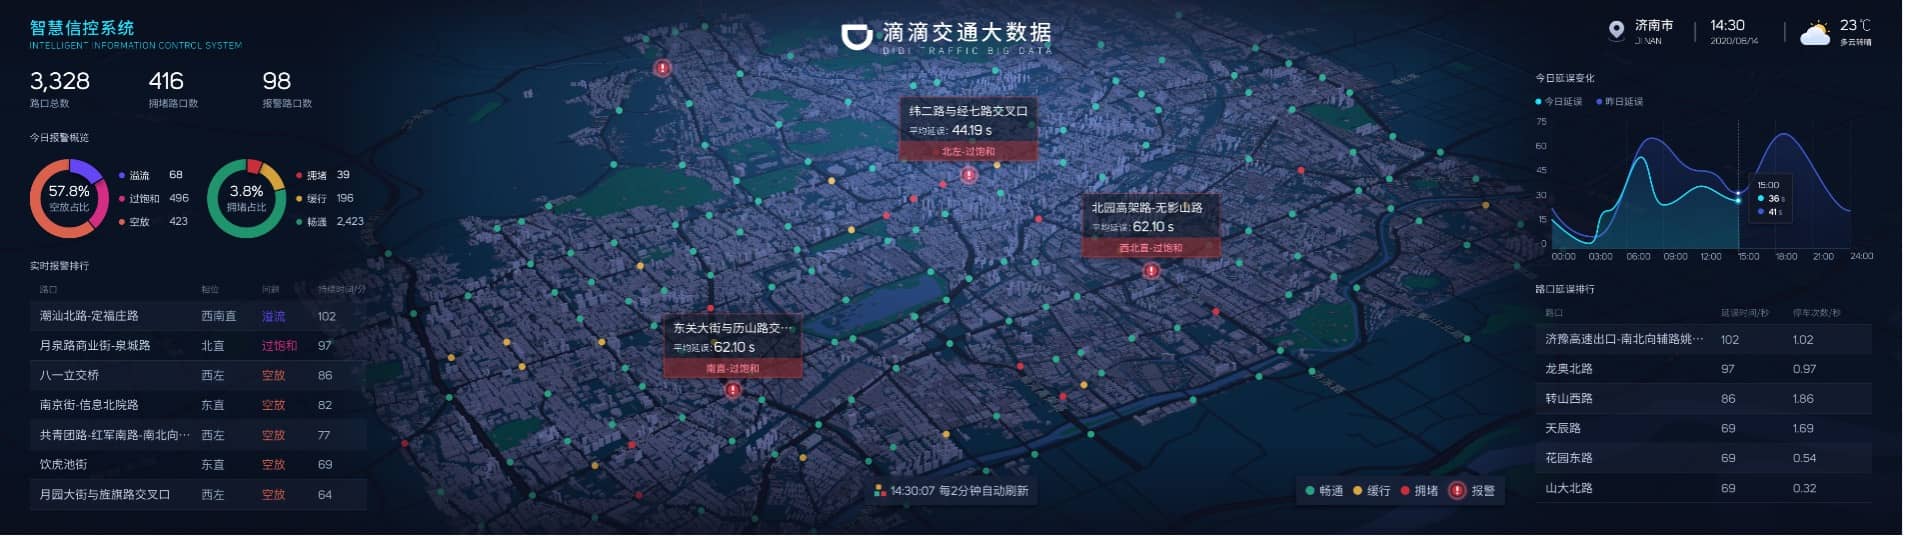 智慧信控系统
INTELLIGENT INFORMATION CONTROL SYSTEM
3,328 416 98
路口总数 拥堵路口数 报警路口数
今日报警概览
57.8%
空放占比
溢流 68
过饱和 496
空放 423
3.8%
拥堵占比
拥堵 39
缓行 196
畅通 2,423
实时报警排行
路口 相位 问题 持续时间/分
潮汕北路-定福庄路 西南直 溢流 102
月泉路商业街-泉城路 北直 过饱和 97
八一立交桥 西左 空放 86
南京街-信息北院路 东直 空放 82
共青团路-红军南路-南北向… 西左 空放 77
饮虎池街 东直 空放 69
月园大街与旌旗路交叉口 西左 空放 64
滴滴交通大数据
DIDI TRAFFIC BIG DATA
纬二路与经七路交叉口
平均延误: 44.19 s
北左-过饱和
北园高架路-无影山路
平均延误: 62.10 s
西北直-过饱和
东关大街与历山路交…
平均延误: 62.10 s
南直-过饱和
14:30:07 每2分钟自动刷新
畅通 缓行 拥堵 报警
济南市
JINAN
14:30
2020/06/14
23℃
多云转晴
今日延误变化
今日延误 昨日延误
75
60
45
30
15
0
00:00 03:00 06:00 09:00 12:00 15:00 18:00 21:00 24:00
15:00
36 s
41 s
路口延误排行
路口 延误时间/秒 停车次数/秒
济豫高速出口-南北向辅路姚… 102 1.02
龙奥北路 97 0.97
转山西路 86 1.86
天辰路 69 1.69
花园东路 69 0.54
山大北路 69 0.32